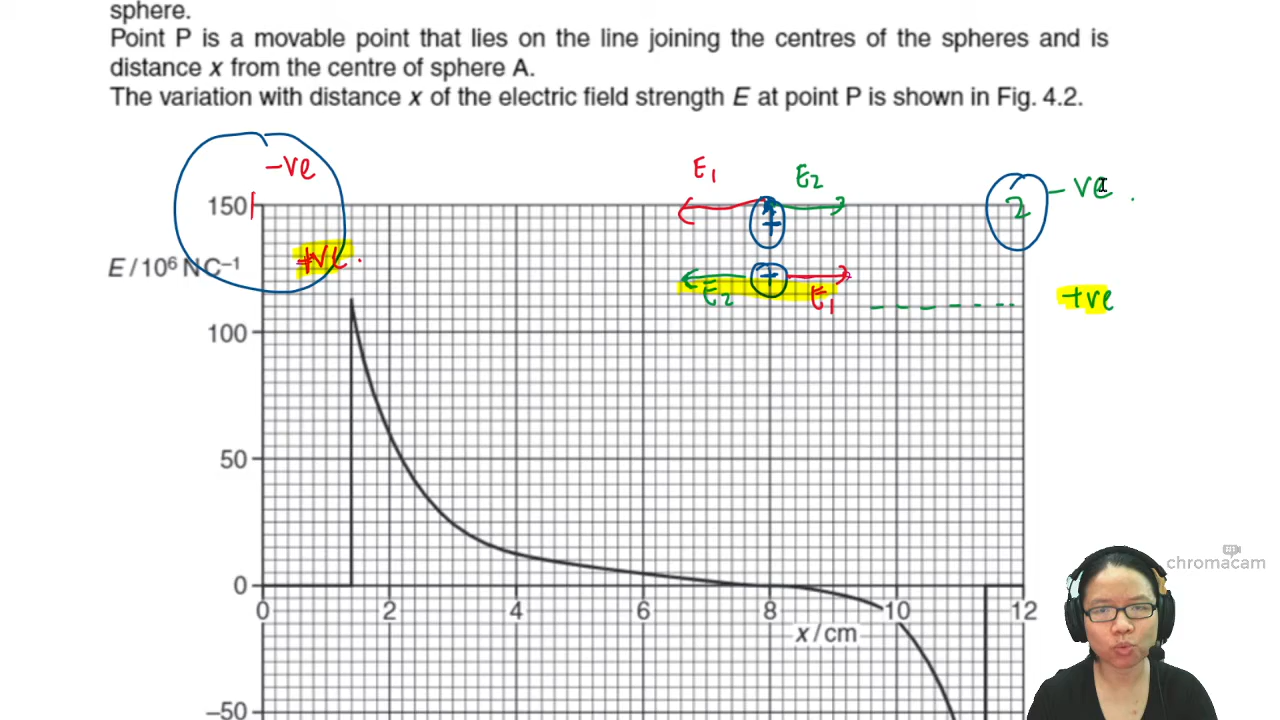 sphere.
Point P is a movable point that lies on the line joining the centres of the spheres and is
distance x from the centre of sphere A.
The variation with distance x of the electric field strength E at point P is shown in Fig. 4.2.
-ve
E1
E2
2
-ve.
150
1
+
+ve.
E / 10⁶ N C⁻¹
+
E2
E1
+ve
100
50
chromacam
0
0
2
4
6
8
10
12
x / cm
-50